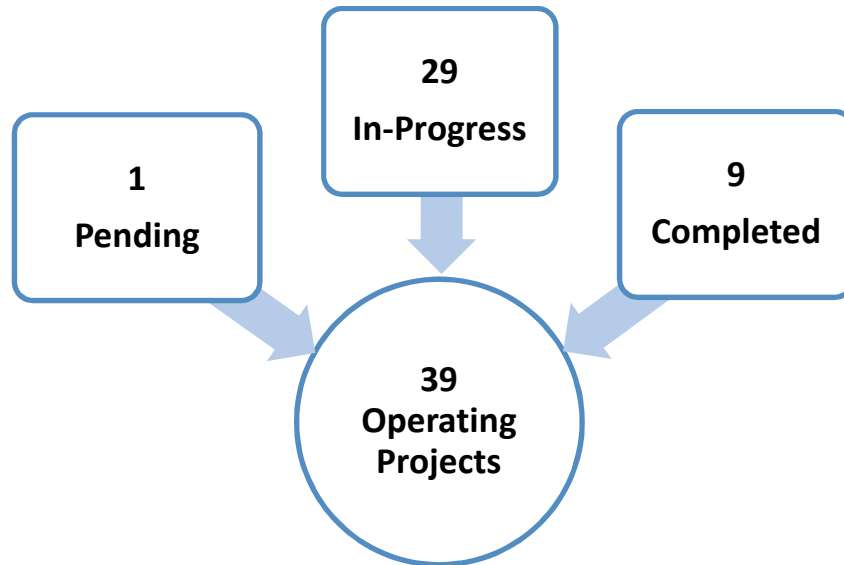 1
Pending
29
In-Progress
9
Completed
39
Operating
Projects